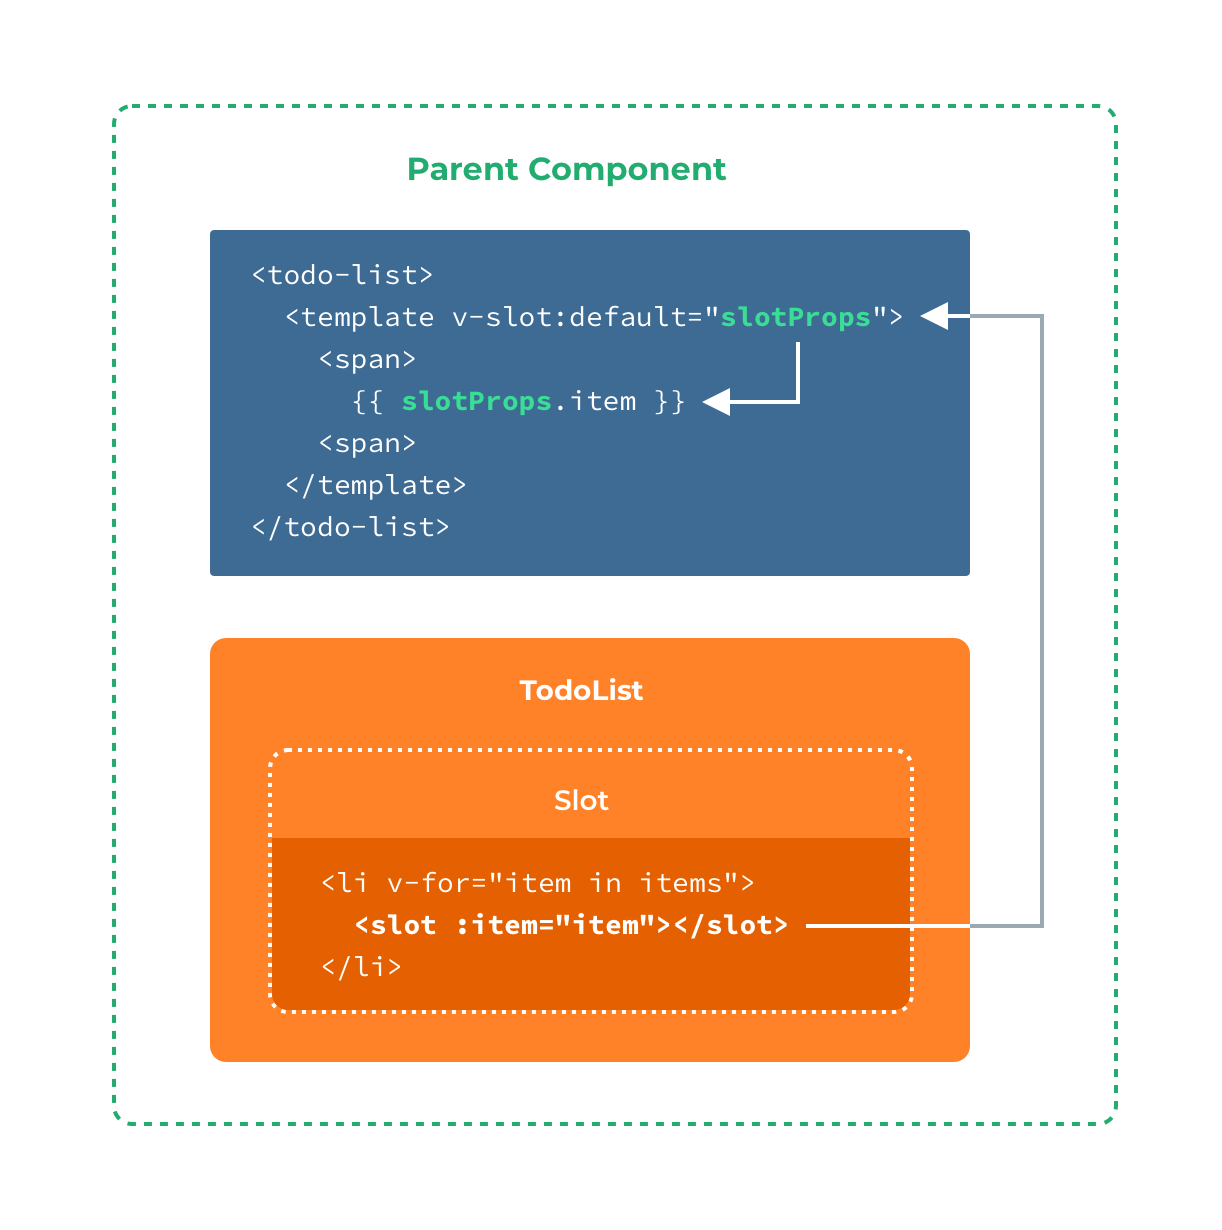 Parent Component
<todo-list>
<template v-slot:default="slotProps">
<span>
{{ slotProps.item }}
<span>
</template>
</todo-list>
TodoList
Slot
<li v-for="item in items">
<slot :item="item"></slot>
</li>